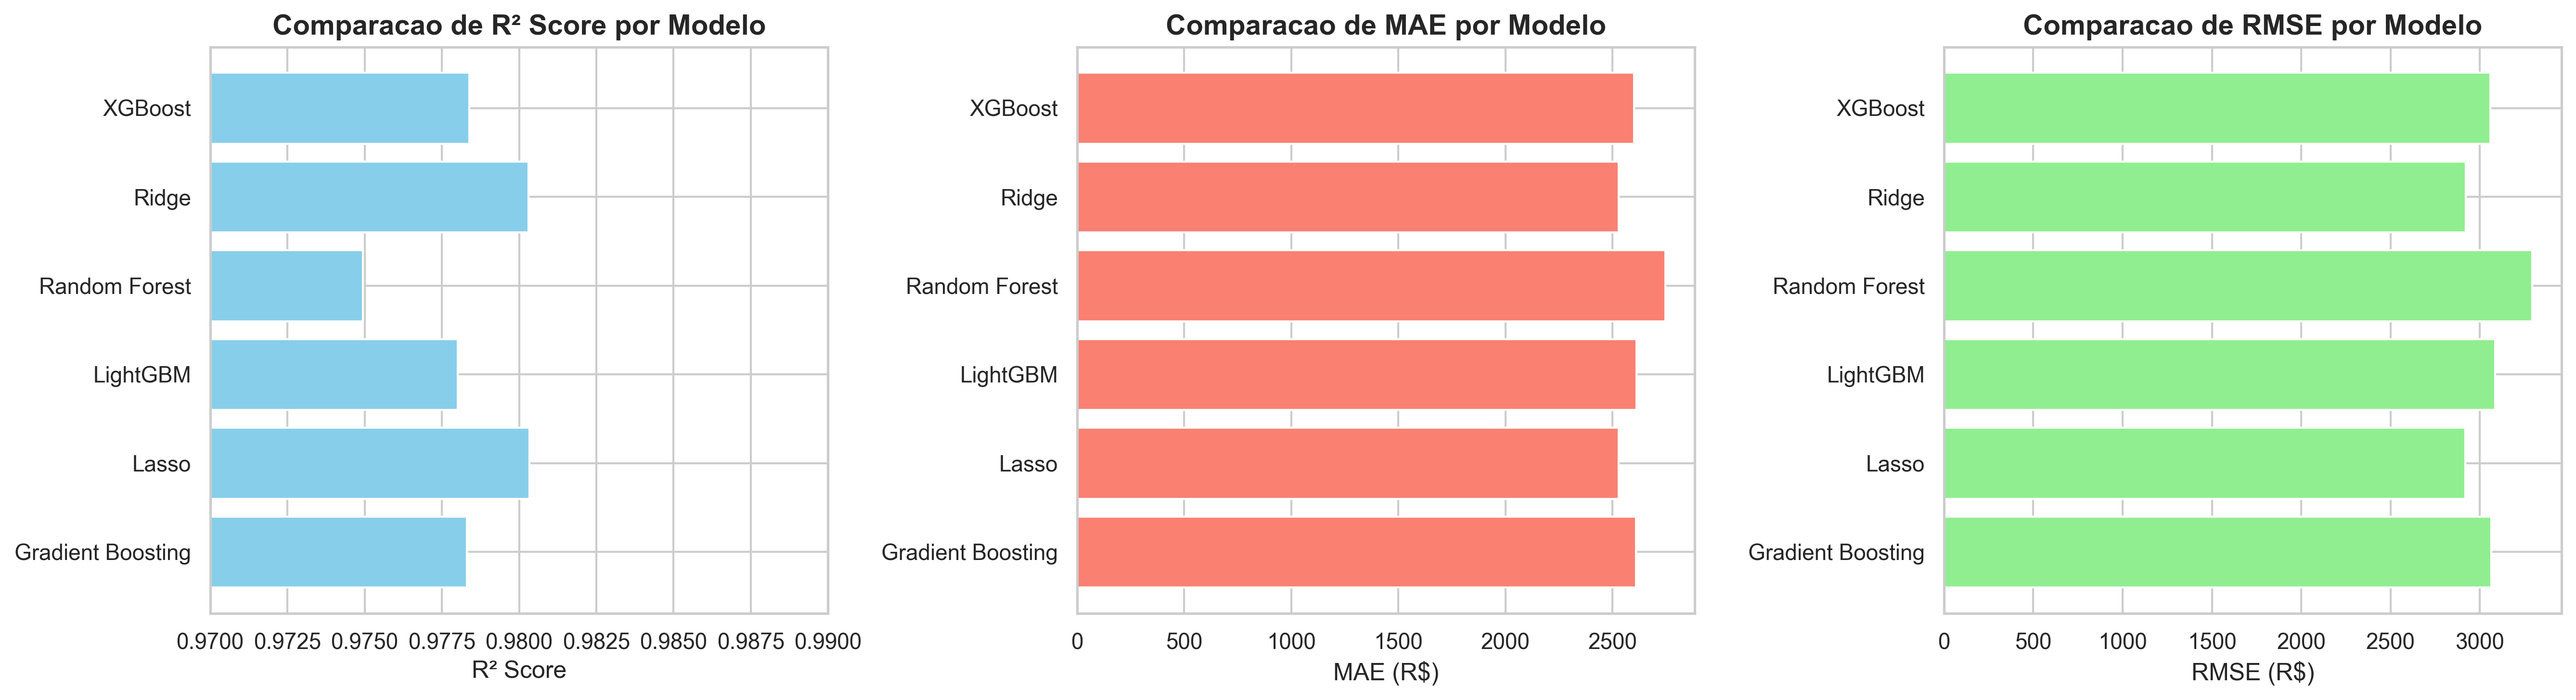 Comparacao de R² Score por Modelo
XGBoost
Ridge
Random Forest
LightGBM
Lasso
Gradient Boosting
0.9700 0.9725 0.9750 0.9775 0.9800 0.9825 0.9850 0.9875 0.9900
R² Score
Comparacao de MAE por Modelo
XGBoost
Ridge
Random Forest
LightGBM
Lasso
Gradient Boosting
0 500 1000 1500 2000 2500
MAE (R$)
Comparacao de RMSE por Modelo
XGBoost
Ridge
Random Forest
LightGBM
Lasso
Gradient Boosting
0 500 1000 1500 2000 2500 3000
RMSE (R$)